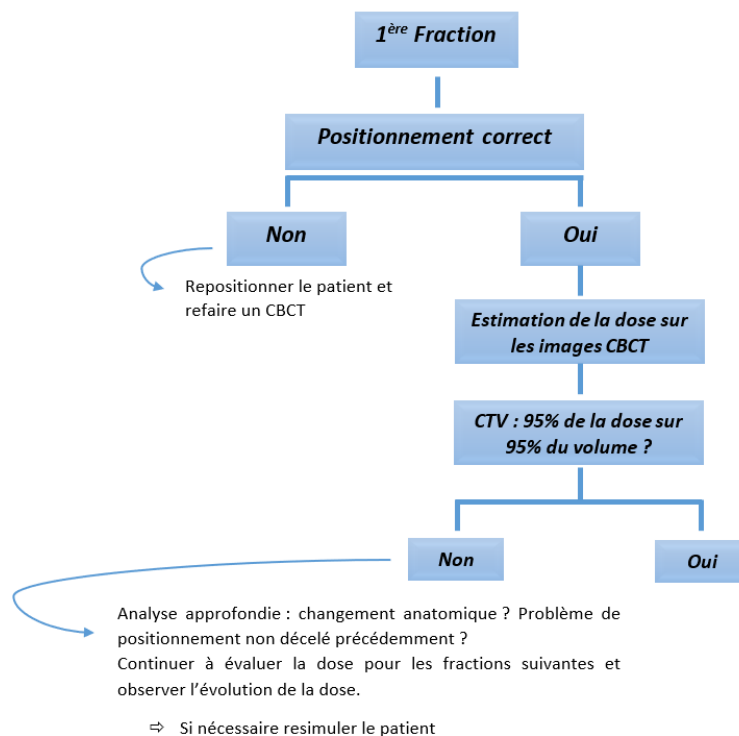 1ère Fraction
Positionnement correct
Non
Oui
Repositionner le patient et
refaire un CBCT
Estimation de la dose sur
les images CBCT
CTV : 95% de la dose sur
95% du volume ?
Non
Oui
Analyse approfondie : changement anatomique ? Problème de
positionnement non décelé précédemment ?
Continuer à évaluer la dose pour les fractions suivantes et
observer l’évolution de la dose.
⇨ Si nécessaire resimuler le patient